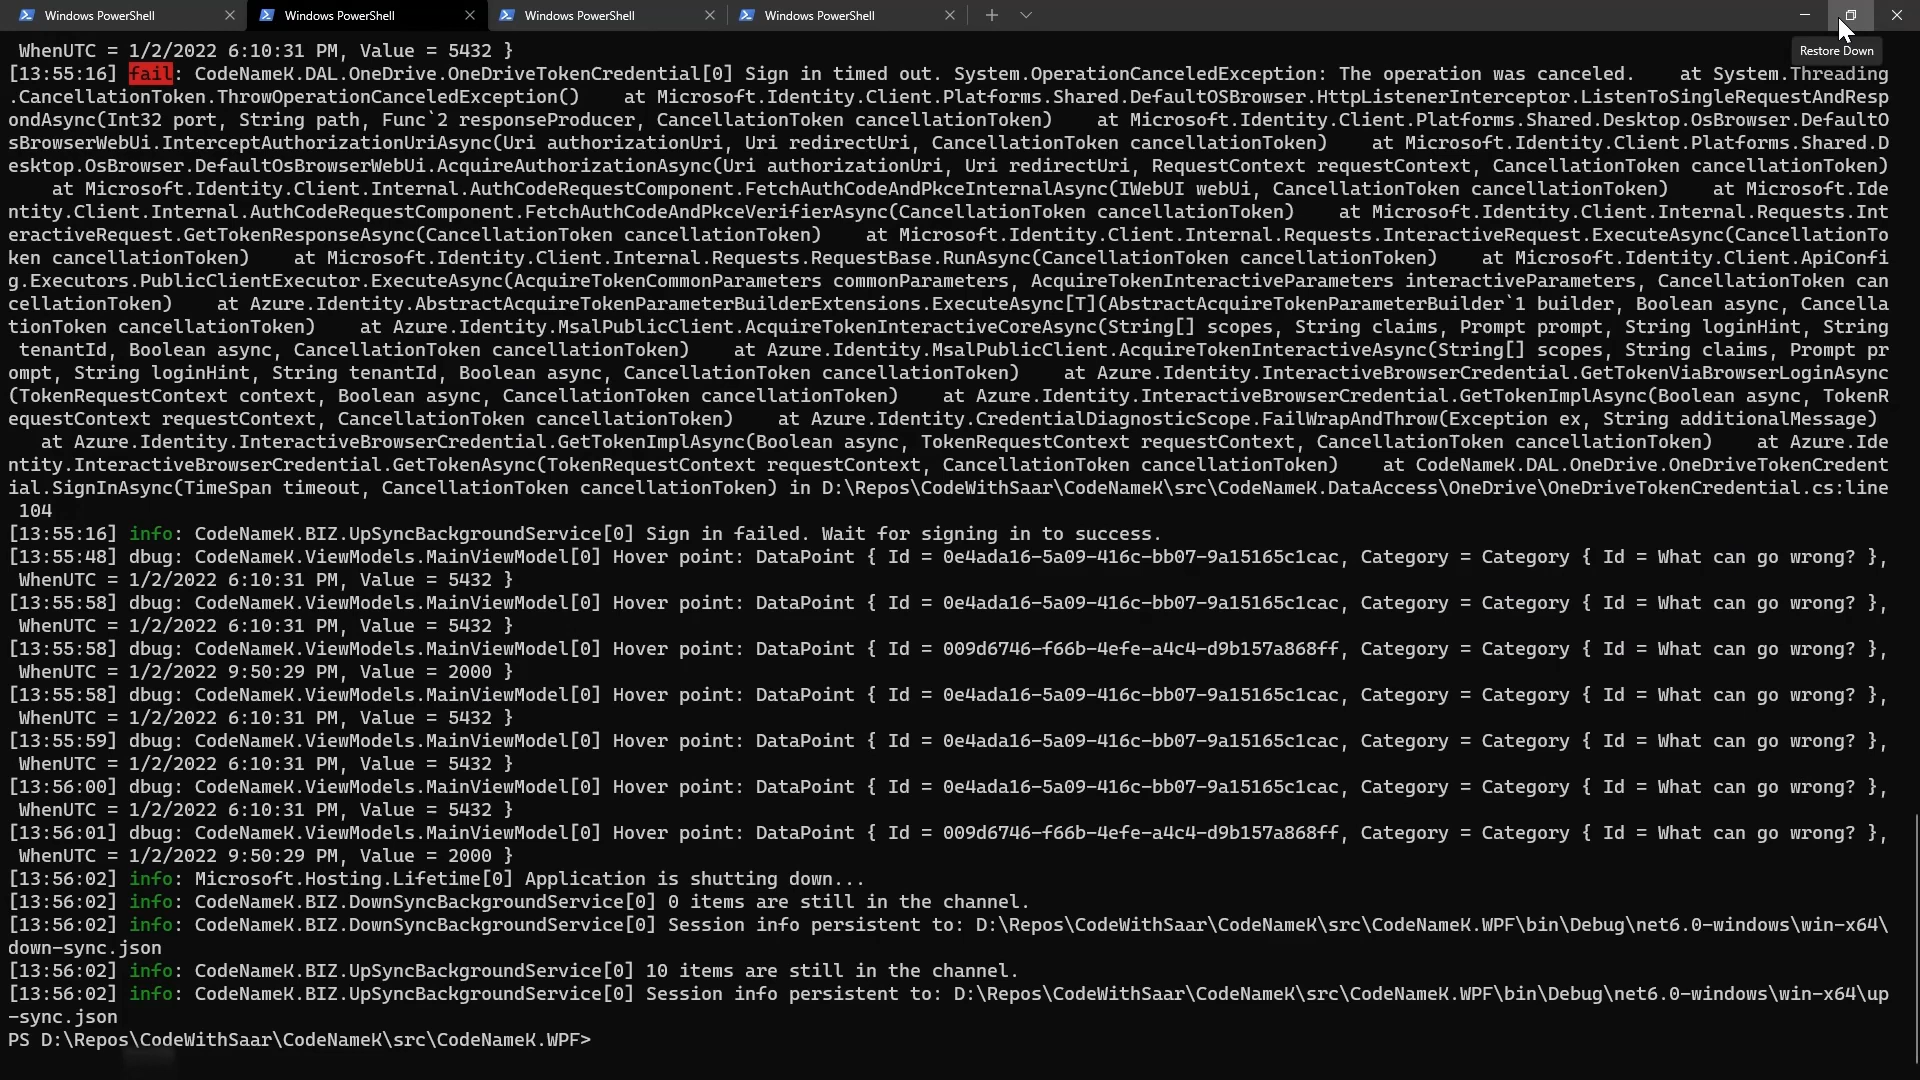 Windows PowerShell
Windows PowerShell
Windows PowerShell
Windows PowerShell
Restore Down
WhenUTC = 1/2/2022 6:10:31 PM, Value = 5432 }
[13:55:16] fail: CodeNameK.DAL.OneDrive.OneDriveTokenCredential[0] Sign in timed out. System.OperationCanceledException: The operation was canceled.    at System.Threading
.CancellationToken.ThrowOperationCanceledException()    at Microsoft.Identity.Client.Platforms.Shared.DefaultOSBrowser.HttpListenerInterceptor.ListenToSingleRequestAndResp
ondAsync(Int32 port, String path, Func`2 responseProducer, CancellationToken cancellationToken)    at Microsoft.Identity.Client.Platforms.Shared.Desktop.OsBrowser.DefaultO
sBrowserWebUi.InterceptAuthorizationUriAsync(Uri authorizationUri, Uri redirectUri, CancellationToken cancellationToken)    at Microsoft.Identity.Client.Platforms.Shared.D
esktop.OsBrowser.DefaultOsBrowserWebUi.AcquireAuthorizationAsync(Uri authorizationUri, Uri redirectUri, RequestContext requestContext, CancellationToken cancellationToken)
at Microsoft.Identity.Client.Internal.AuthCodeRequestComponent.FetchAuthCodeAndPkceInternalAsync(IWebUI webUi, CancellationToken cancellationToken)    at Microsoft.Ide
ntity.Client.Internal.AuthCodeRequestComponent.FetchAuthCodeAndPkceVerifierAsync(CancellationToken cancellationToken)    at Microsoft.Identity.Client.Internal.Requests.Int
eractiveRequest.GetTokenResponseAsync(CancellationToken cancellationToken)    at Microsoft.Identity.Client.Internal.Requests.InteractiveRequest.ExecuteAsync(CancellationTo
ken cancellationToken)    at Microsoft.Identity.Client.Internal.Requests.RequestBase.RunAsync(CancellationToken cancellationToken)    at Microsoft.Identity.Client.ApiConfi
g.Executors.PublicClientExecutor.ExecuteAsync(AcquireTokenCommonParameters commonParameters, AcquireTokenInteractiveParameters interactiveParameters, CancellationToken can
cellationToken)    at Azure.Identity.AbstractAcquireTokenParameterBuilderExtensions.ExecuteAsync[T](AbstractAcquireTokenParameterBuilder`1 builder, Boolean async, Cancella
tionToken cancellationToken)    at Azure.Identity.MsalPublicClient.AcquireTokenInteractiveCoreAsync(String[] scopes, String claims, Prompt prompt, String loginHint, String
tenantId, Boolean async, CancellationToken cancellationToken)    at Azure.Identity.MsalPublicClient.AcquireTokenInteractiveAsync(String[] scopes, String claims, Prompt pr
ompt, String loginHint, String tenantId, Boolean async, CancellationToken cancellationToken)    at Azure.Identity.InteractiveBrowserCredential.GetTokenViaBrowserLoginAsync
(TokenRequestContext context, Boolean async, CancellationToken cancellationToken)    at Azure.Identity.InteractiveBrowserCredential.GetTokenImplAsync(Boolean async, TokenR
equestContext requestContext, CancellationToken cancellationToken)    at Azure.Identity.CredentialDiagnosticScope.FailWrapAndThrow(Exception ex, String additionalMessage)
at Azure.Identity.InteractiveBrowserCredential.GetTokenImplAsync(Boolean async, TokenRequestContext requestContext, CancellationToken cancellationToken)    at Azure.Ide
ntity.InteractiveBrowserCredential.GetTokenAsync(TokenRequestContext requestContext, CancellationToken cancellationToken)    at CodeNameK.DAL.OneDrive.OneDriveTokenCredent
ial.SignInAsync(TimeSpan timeout, CancellationToken cancellationToken) in D:\Repos\CodeWithSaar\CodeNameK\src\CodeNameK.DataAccess\OneDrive\OneDriveTokenCredential.cs:line
104
[13:55:16] info: CodeNameK.BIZ.UpSyncBackgroundService[0] Sign in failed. Wait for signing in to success.
[13:55:48] dbug: CodeNameK.ViewModels.MainViewModel[0] Hover point: DataPoint { Id = 0e4ada16-5a09-416c-bb07-9a15165c1cac, Category = Category { Id = What can go wrong? },
WhenUTC = 1/2/2022 6:10:31 PM, Value = 5432 }
[13:55:58] dbug: CodeNameK.ViewModels.MainViewModel[0] Hover point: DataPoint { Id = 0e4ada16-5a09-416c-bb07-9a15165c1cac, Category = Category { Id = What can go wrong? },
WhenUTC = 1/2/2022 6:10:31 PM, Value = 5432 }
[13:55:58] dbug: CodeNameK.ViewModels.MainViewModel[0] Hover point: DataPoint { Id = 009d6746-f66b-4efe-a4c4-d9b157a868ff, Category = Category { Id = What can go wrong? },
WhenUTC = 1/2/2022 9:50:29 PM, Value = 2000 }
[13:55:58] dbug: CodeNameK.ViewModels.MainViewModel[0] Hover point: DataPoint { Id = 0e4ada16-5a09-416c-bb07-9a15165c1cac, Category = Category { Id = What can go wrong? },
WhenUTC = 1/2/2022 6:10:31 PM, Value = 5432 }
[13:55:59] dbug: CodeNameK.ViewModels.MainViewModel[0] Hover point: DataPoint { Id = 0e4ada16-5a09-416c-bb07-9a15165c1cac, Category = Category { Id = What can go wrong? },
WhenUTC = 1/2/2022 6:10:31 PM, Value = 5432 }
[13:56:00] dbug: CodeNameK.ViewModels.MainViewModel[0] Hover point: DataPoint { Id = 0e4ada16-5a09-416c-bb07-9a15165c1cac, Category = Category { Id = What can go wrong? },
WhenUTC = 1/2/2022 6:10:31 PM, Value = 5432 }
[13:56:01] dbug: CodeNameK.ViewModels.MainViewModel[0] Hover point: DataPoint { Id = 009d6746-f66b-4efe-a4c4-d9b157a868ff, Category = Category { Id = What can go wrong? },
WhenUTC = 1/2/2022 9:50:29 PM, Value = 2000 }
[13:56:02] info: Microsoft.Hosting.Lifetime[0] Application is shutting down...
[13:56:02] info: CodeNameK.BIZ.DownSyncBackgroundService[0] 0 items are still in the channel.
[13:56:02] info: CodeNameK.BIZ.DownSyncBackgroundService[0] Session info persistent to: D:\Repos\CodeWithSaar\CodeNameK\src\CodeNameK.WPF\bin\Debug\net6.0-windows\win-x64\
down-sync.json
[13:56:02] info: CodeNameK.BIZ.UpSyncBackgroundService[0] 10 items are still in the channel.
[13:56:02] info: CodeNameK.BIZ.UpSyncBackgroundService[0] Session info persistent to: D:\Repos\CodeWithSaar\CodeNameK\src\CodeNameK.WPF\bin\Debug\net6.0-windows\win-x64\up
-sync.json
PS D:\Repos\CodeWithSaar\CodeNameK\src\CodeNameK.WPF>